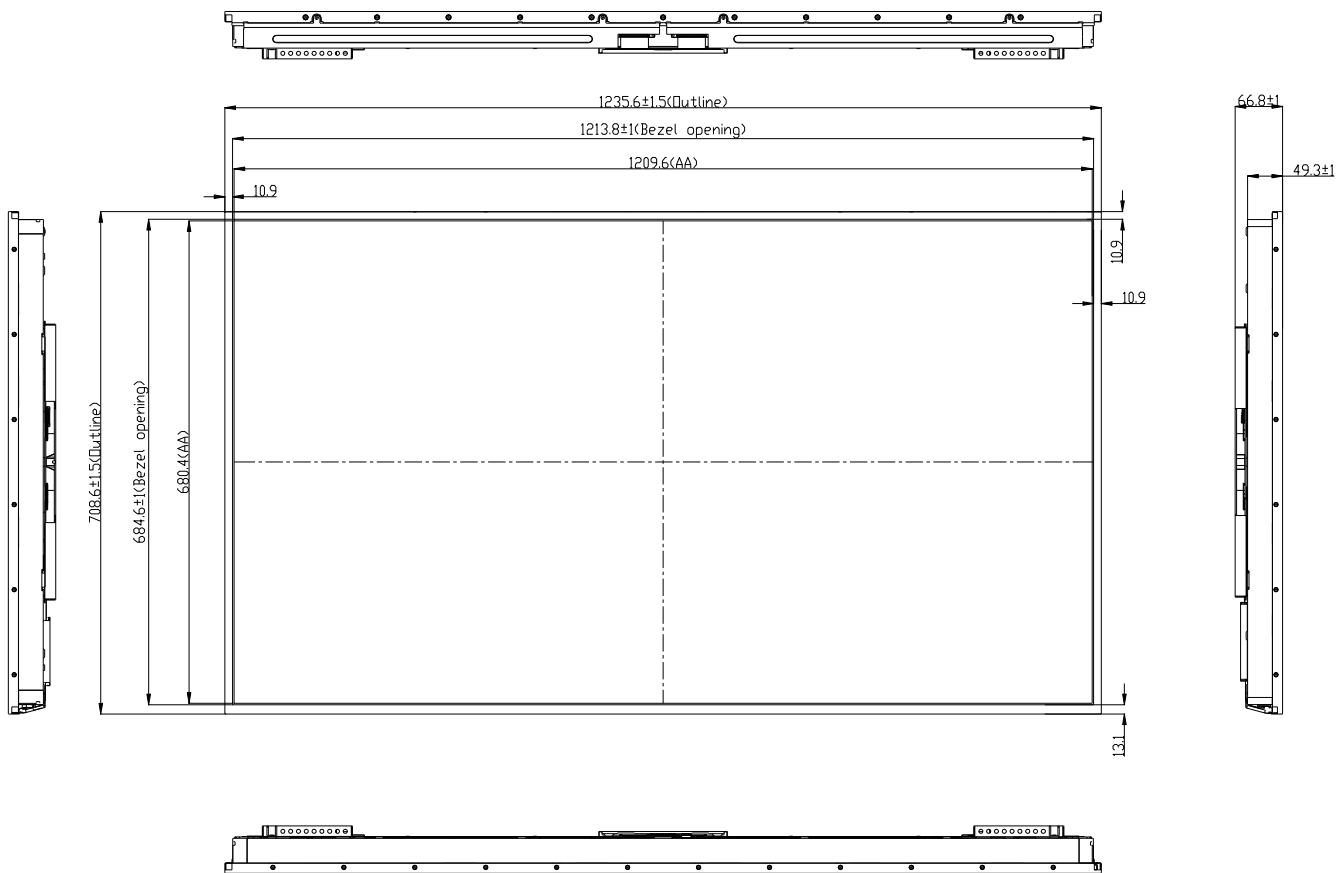 1235.6±1.5(Outline)
66.8±1
1213.8±1(Bezel opening)
1209.6(AA)
49.3±1
10.9
10.9
10.9
708.6±1.5(Outline)
684.6±1(Bezel opening)
680.4(AA)
13.1